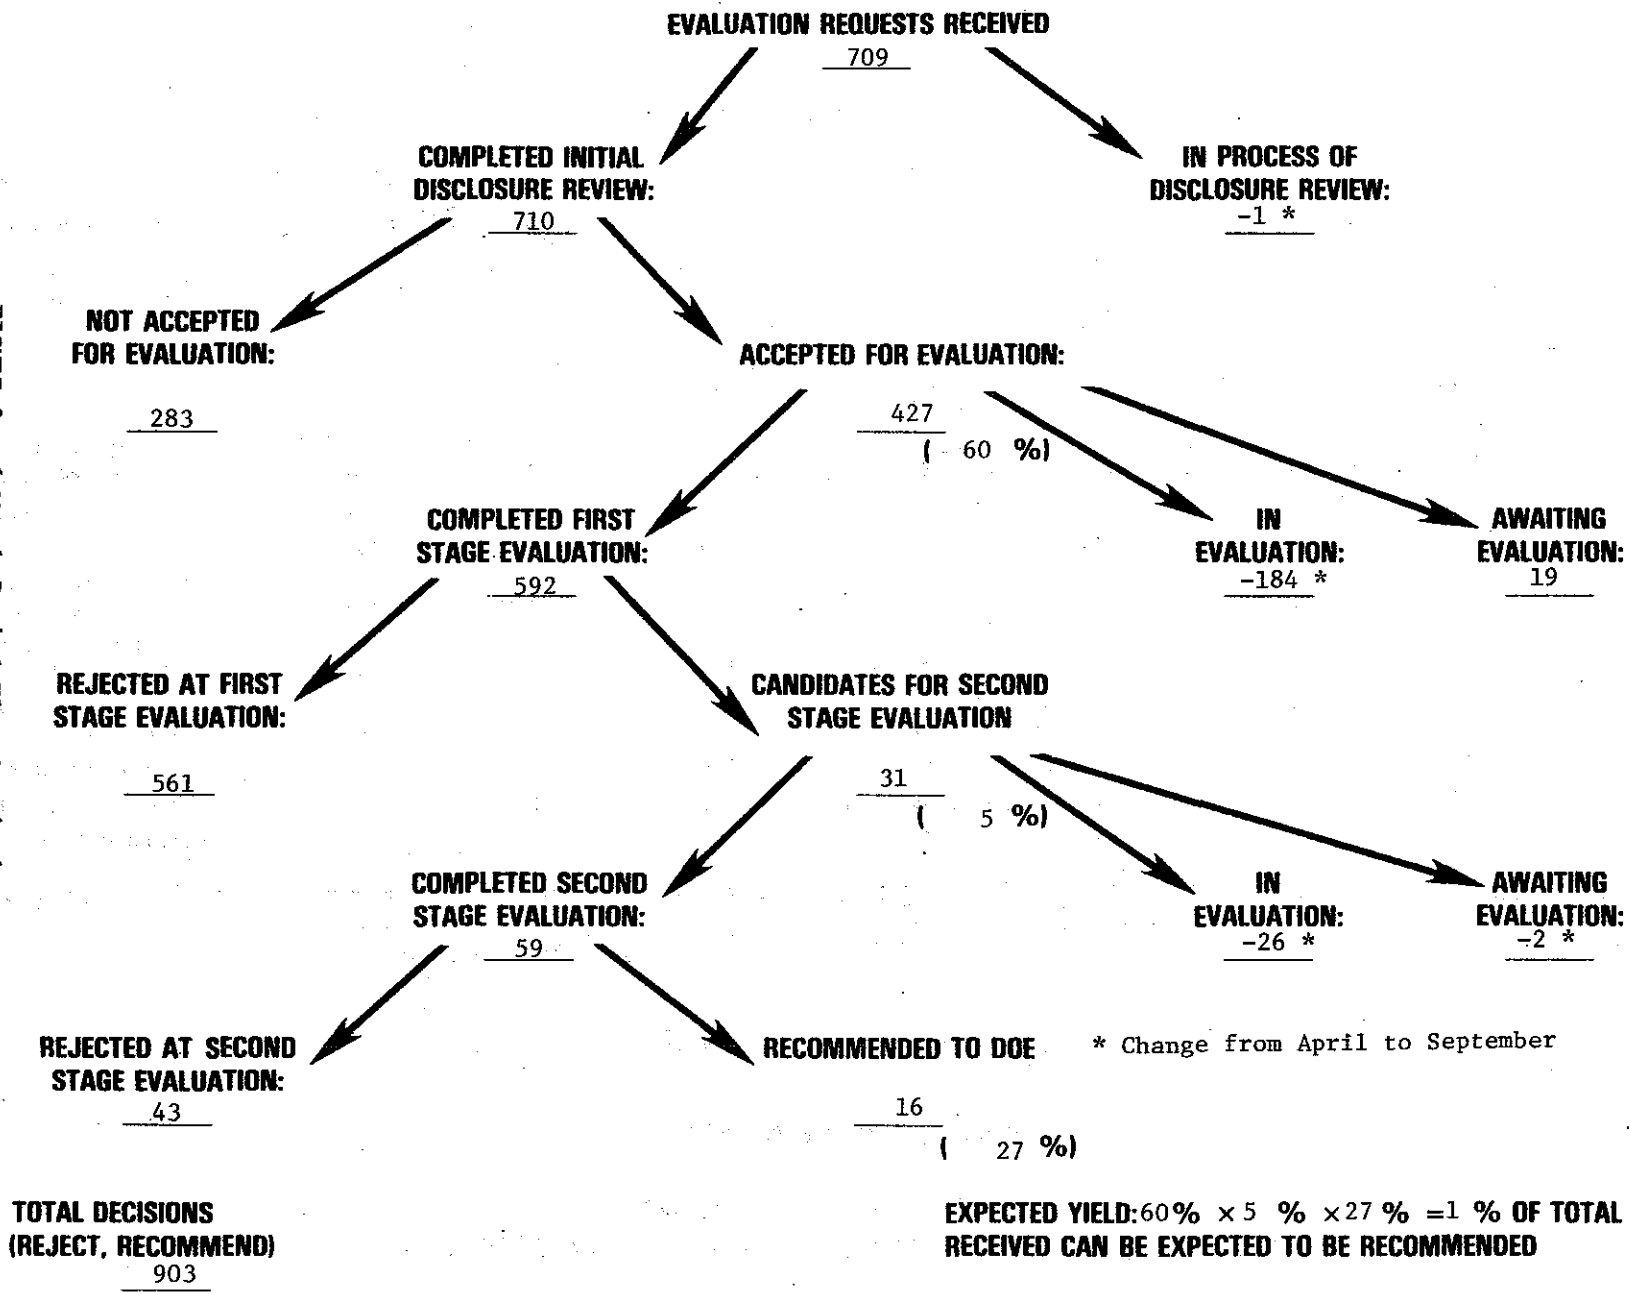 EVALUATION REQUESTS RECEIVED
709
COMPLETED INITIAL
DISCLOSURE REVIEW:
710
IN PROCESS OF
DISCLOSURE REVIEW:
-1 *
NOT ACCEPTED
FOR EVALUATION:
283
ACCEPTED FOR EVALUATION:
427
( 60 %)
COMPLETED FIRST
STAGE EVALUATION:
592
IN
EVALUATION:
-184 *
AWAITING
EVALUATION:
19
REJECTED AT FIRST
STAGE EVALUATION:
561
CANDIDATES FOR SECOND
STAGE EVALUATION
31
( 5 %)
COMPLETED SECOND
STAGE EVALUATION:
59
IN
EVALUATION:
-26 *
AWAITING
EVALUATION:
-2 *
REJECTED AT SECOND
STAGE EVALUATION:
43
RECOMMENDED TO DOE
16
( 27 %)
* Change from April to September
TOTAL DECISIONS
(REJECT, RECOMMEND)
903
EXPECTED YIELD:60% ×5 % ×27 % =1 % OF TOTAL
RECEIVED CAN BE EXPECTED TO BE RECOMMENDED